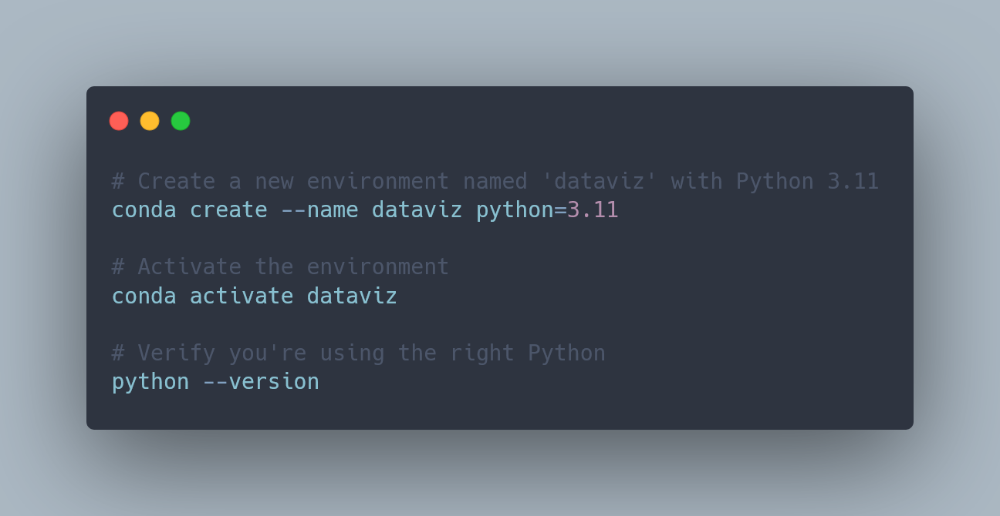 # Create a new environment named 'dataviz' with Python 3.11
conda create --name dataviz python=3.11
# Activate the environment
conda activate dataviz
# Verify you're using the right Python
python --version